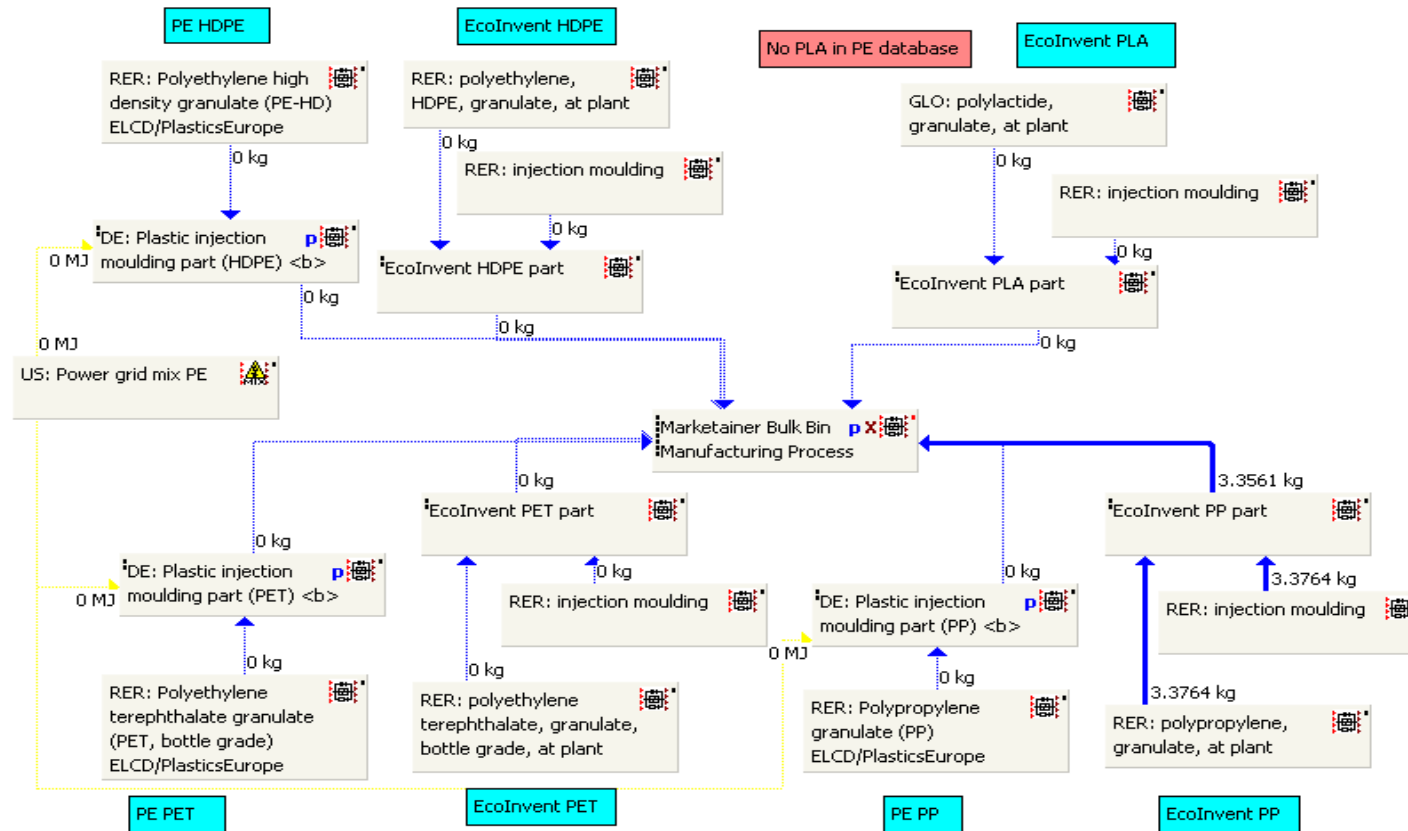 PE HDPE
EcoInvent HDPE
No PLA in PE database
EcoInvent PLA
RER: Polyethylene high
density granulate (PE-HD)
ELCD/PlasticsEurope
RER: polyethylene,
HDPE, granulate, at plant
GLO: polylactide,
granulate, at plant
0 kg
0 kg
0 kg
RER: injection moulding
RER: injection moulding
0 kg
0 kg
DE: Plastic injection
moulding part (HDPE) <b>
p
0 MJ
EcoInvent HDPE part
EcoInvent PLA part
0 kg
0 kg
0 kg
0 MJ
US: Power grid mix PE
MIX
Marketainer Bulk Bin
Manufacturing Process
p X
0 kg
3.3561 kg
EcoInvent PET part
EcoInvent PP part
0 kg
0 kg
0 kg
0 kg
3.3764 kg
DE: Plastic injection
moulding part (PET) <b>
p
0 MJ
RER: injection moulding
DE: Plastic injection
moulding part (PP) <b>
p
0 MJ
RER: injection moulding
0 kg
0 kg
0 kg
3.3764 kg
RER: Polyethylene
terephthalate granulate
(PET, bottle grade)
ELCD/PlasticsEurope
RER: polyethylene
terephthalate, granulate,
bottle grade, at plant
RER: Polypropylene
granulate (PP)
ELCD/PlasticsEurope
RER: polypropylene,
granulate, at plant
PE PET
EcoInvent PET
PE PP
EcoInvent PP